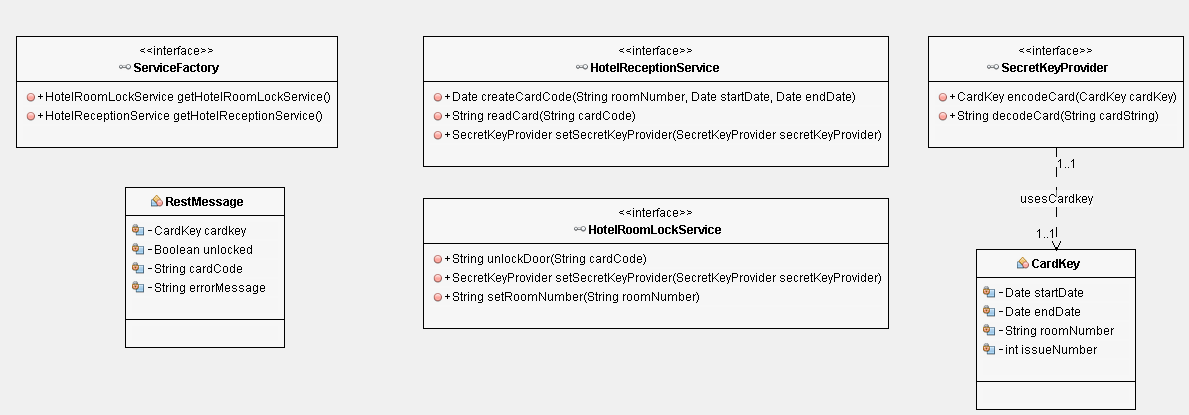 <<interface>>
ServiceFactory
+HotelRoomLockService getHotelRoomLockService()
+HotelReceptionService getHotelReceptionService()
<<interface>>
HotelReceptionService
+Date createCardCode(String roomNumber, Date startDate, Date endDate)
+String readCard(String cardCode)
+SecretKeyProvider setSecretKeyProvider(SecretKeyProvider secretKeyProvider)
<<interface>>
SecretKeyProvider
+CardKey encodeCard(CardKey cardKey)
+String decodeCard(String cardString)
1..1
usesCardkey
1..1
RestMessage
-CardKey cardkey
-Boolean unlocked
-String cardCode
-String errorMessage
<<interface>>
HotelRoomLockService
+String unlockDoor(String cardCode)
+SecretKeyProvider setSecretKeyProvider(SecretKeyProvider secretKeyProvider)
+String setRoomNumber(String roomNumber)
CardKey
-Date startDate
-Date endDate
-String roomNumber
-int issueNumber